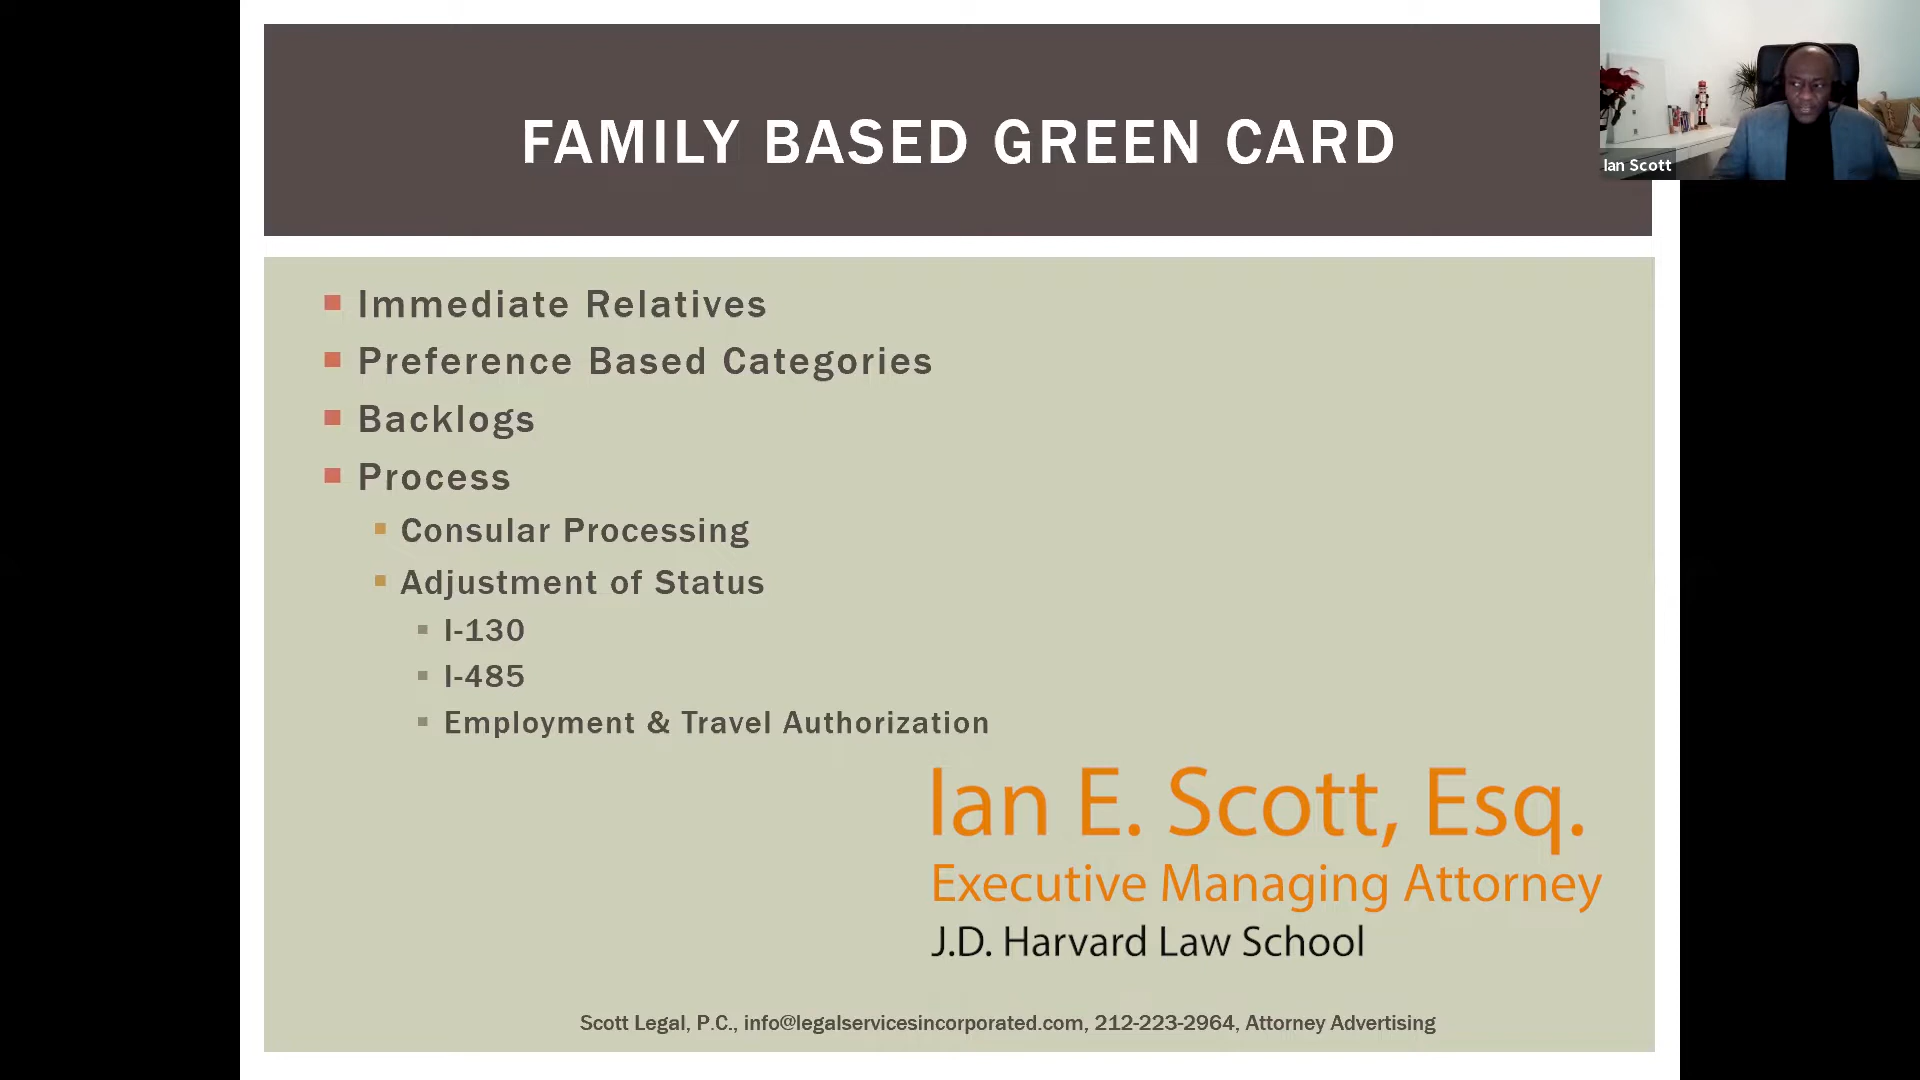 FAMILY BASED GREEN CARD
Ian Scott
Immediate Relatives
Preference Based Categories
Backlogs
Process
Consular Processing
Adjustment of Status
I-130
I-485
Employment & Travel Authorization
Ian E. Scott, Esq.
Executive Managing Attorney
J.D. Harvard Law School
Scott Legal, P.C., info@legalservicesincorporated.com, 212-223-2964, Attorney Advertising